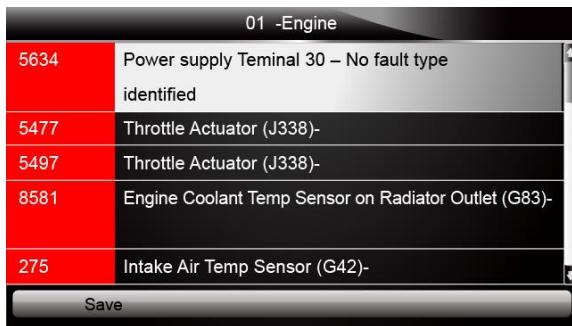 01 -Engine
5634 Power supply Teminal 30 – No fault type
identified
5477 Throttle Actuator (J338)-
5497 Throttle Actuator (J338)-
8581 Engine Coolant Temp Sensor on Radiator Outlet (G83)-
275 Intake Air Temp Sensor (G42)-
Save